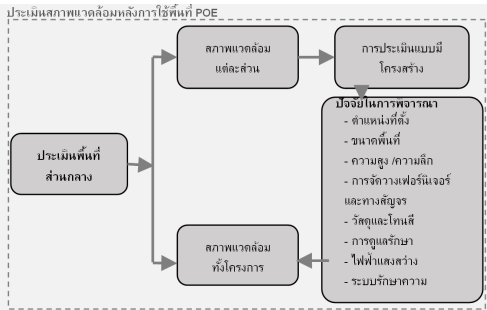 ประเมินสภาพแวดล้อมหลังการใช้พื้นที่ POE
สภาพแวดล้อม
แต่ละส่วน
การประเมินแบบมี
โครงสร้าง
ประเมินพื้นที่
ส่วนกลาง
ปัจจัยในการพิจารณา
- ตำแหน่งที่ตั้ง
- ขนาดพื้นที่
- ความสูง /ความลึก
- การจัดวางเฟอร์นิเจอร์
และทางสัญจร
- วัสดุและโทนสี
- การดูแลรักษา
- ไฟฟ้าแสงสว่าง
- ระบบรักษาความ
สภาพแวดล้อม
ทั้งโครงการ